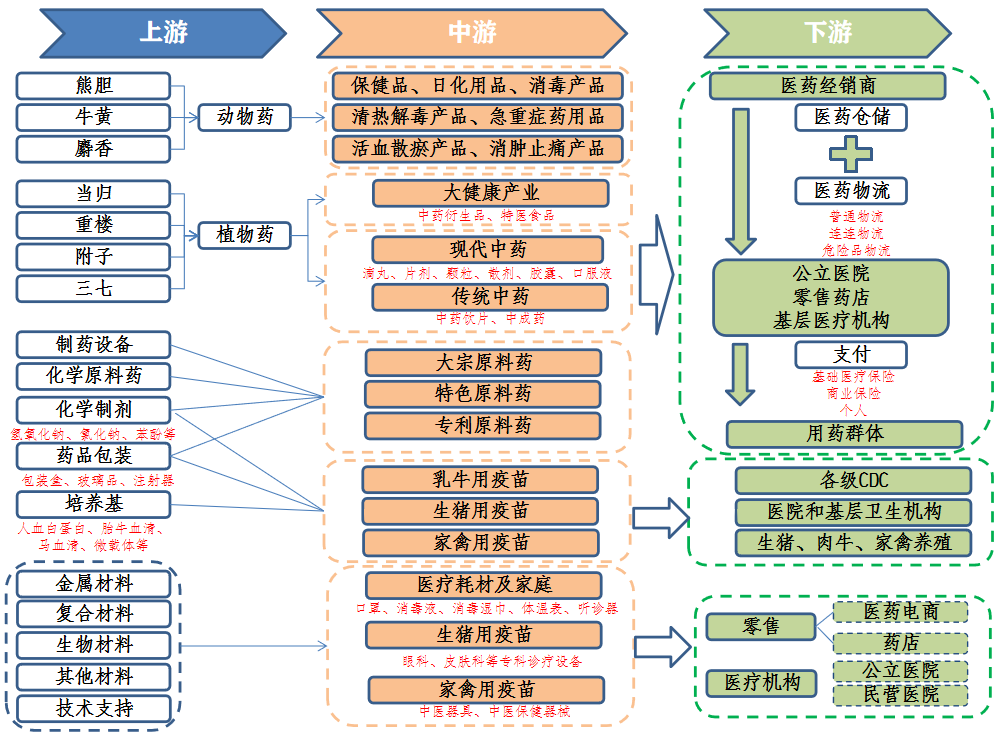 上游
中游
下游
熊胆
牛黄
麝香
动物药
当归
重楼
附子
三七
植物药
制药设备
化学原料药
化学制剂
氢氧化钠、氯化钠、苯酚等
药品包装
包装盒、玻璃品、注射器
培养基
人血白蛋白、胎牛血清、
马血清、微载体等
金属材料
复合材料
生物材料
其他材料
技术支持
保健品、日化用品、消毒产品
清热解毒产品、急重症药用品
活血散瘀产品、消肿止痛产品
大健康产业
中药衍生品、特医食品
现代中药
滴丸、片剂、颗粒、散剂、胶囊、口服液
传统中药
中药饮片、中成药
大宗原料药
特色原料药
专利原料药
乳牛用疫苗
生猪用疫苗
家禽用疫苗
医疗耗材及家庭
口罩、消毒液、消毒湿巾、体温表、听诊器
生猪用疫苗
眼科、皮肤科等专科诊疗设备
家禽用疫苗
中医器具、中医保健器械
医药经销商
医药仓储
医药物流
普通物流
连连物流
危险品物流
公立医院
零售药店
基层医疗机构
支付
基础医疗保险
商业保险
个人
用药群体
各级CDC
医院和基层卫生机构
生猪、肉牛、家禽养殖
零售
医药电商
药店
医疗机构
公立医院
民营医院